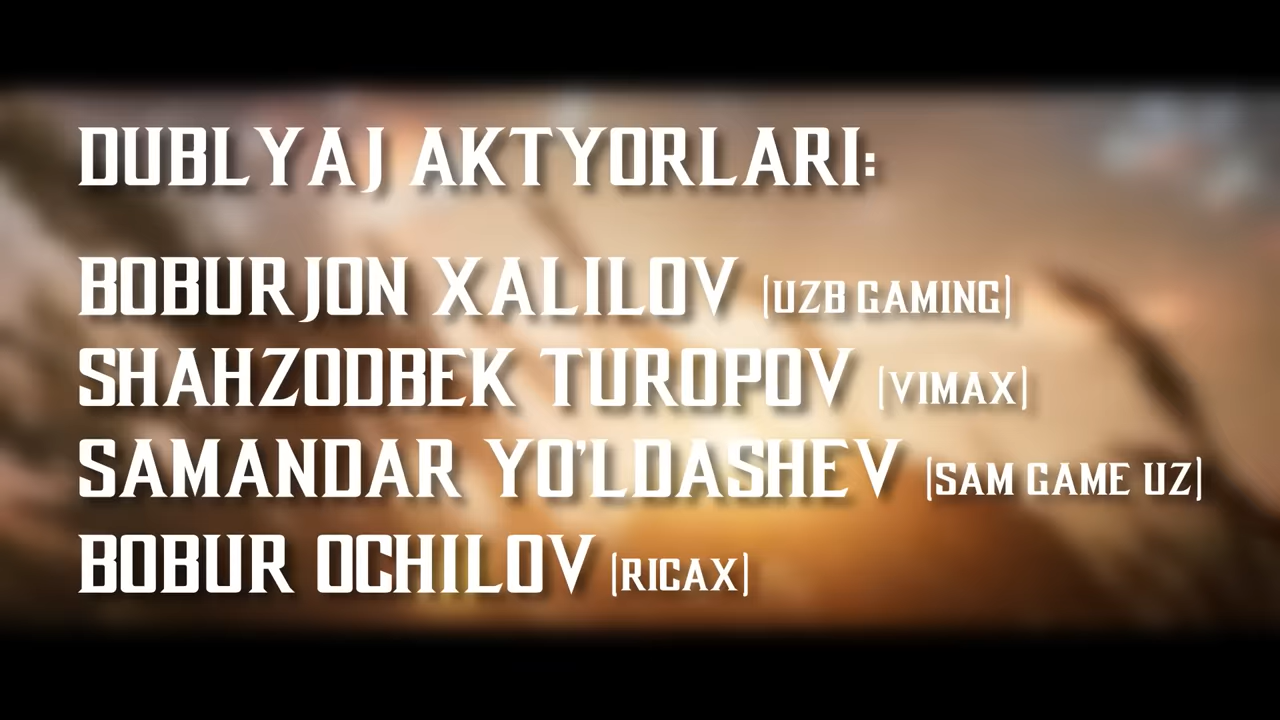 DUBLYAJ AKTYORLARI:
BOBURJON XALILOV (UZB GAMING)
SHAHZODBEK TUROPOV (VIMAX)
SAMANDAR YO'LDASHEV (SAM GAME UZ)
BOBUR OCHILOV (RICAX)